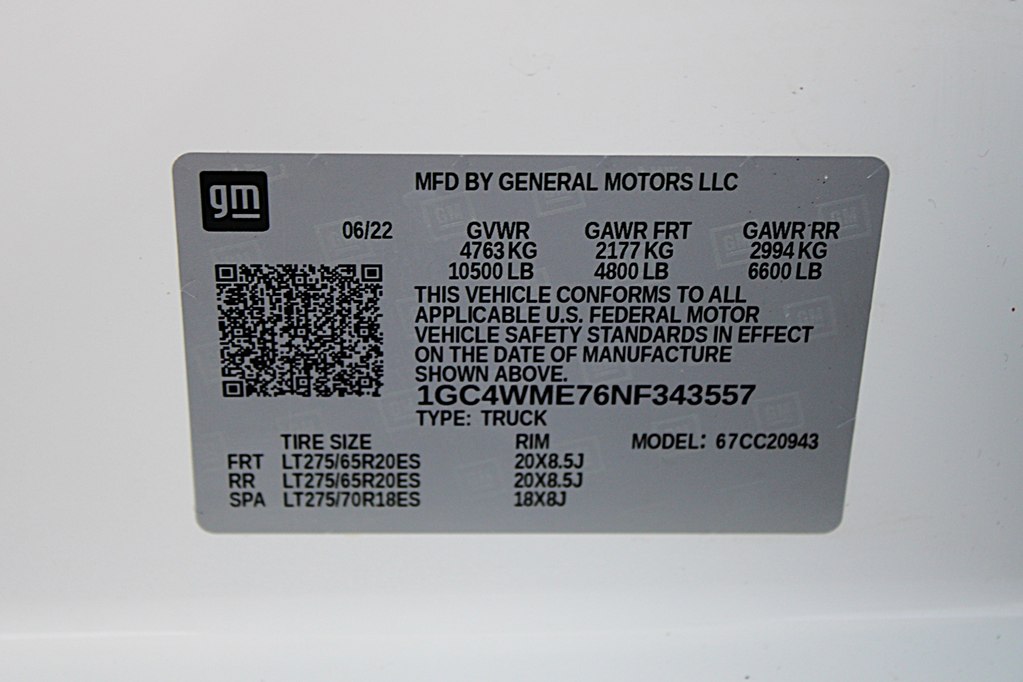 gm
MFD BY GENERAL MOTORS LLC
06/22 GVWR GAWR FRT GAWR RR
4763 KG 2177 KG 2994 KG
10500 LB 4800 LB 6600 LB
THIS VEHICLE CONFORMS TO ALL
APPLICABLE U.S. FEDERAL MOTOR
VEHICLE SAFETY STANDARDS IN EFFECT
ON THE DATE OF MANUFACTURE
SHOWN ABOVE.
1GC4WME76NF343557
TYPE: TRUCK
TIRE SIZE RIM MODEL: 67CC20943
FRT LT275/65R20ES 20X8.5J
RR LT275/65R20ES 20X8.5J
SPA LT275/70R18ES 18X8J